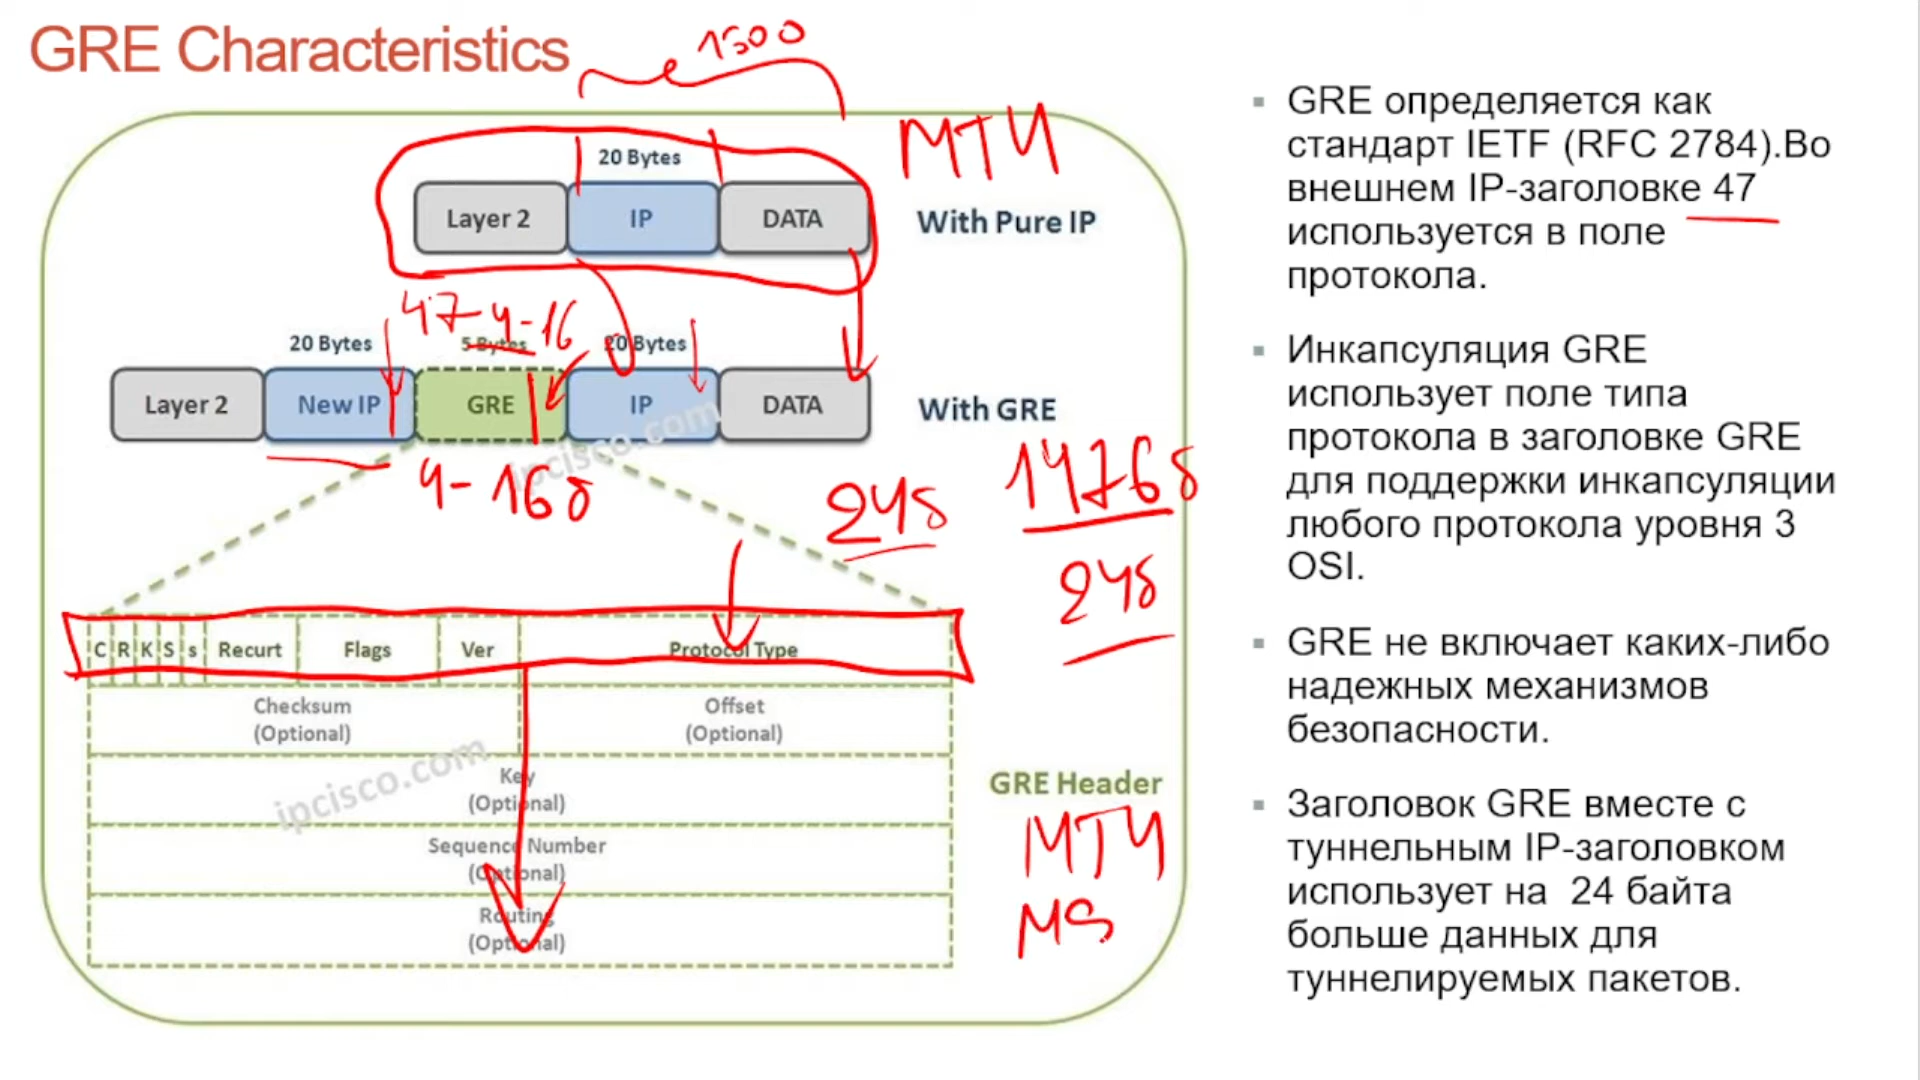 GRE Characteristics
1500
МТU
20 Bytes
Layer 2
IP
DATA
With Pure IP
47
4-16
20 Bytes
5 Bytes
20 Bytes
Layer 2
New IP
GRE
IP
DATA
With GRE
ipcisco.com
4-16б
24б
1476б
24б
C
R
K
S
s
Recurt
Flags
Ver
Protocol Type
Checksum
(Optional)
Offset
(Optional)
Key
(Optional)
Sequence Number
(Optional)
Routing
(Optional)
ipcisco.com
GRE Header
МТU
MS
GRE определяется как
стандарт IETF (RFC 2784).Во
внешнем IP-заголовке 47
используется в поле
протокола.
Инкапсуляция GRE
использует поле типа
протокола в заголовке GRE
для поддержки инкапсуляции
любого протокола уровня 3
OSI.
GRE не включает каких-либо
надежных механизмов
безопасности.
Заголовок GRE вместе с
туннельным IP-заголовком
использует на  24 байта
больше данных для
туннелируемых пакетов.